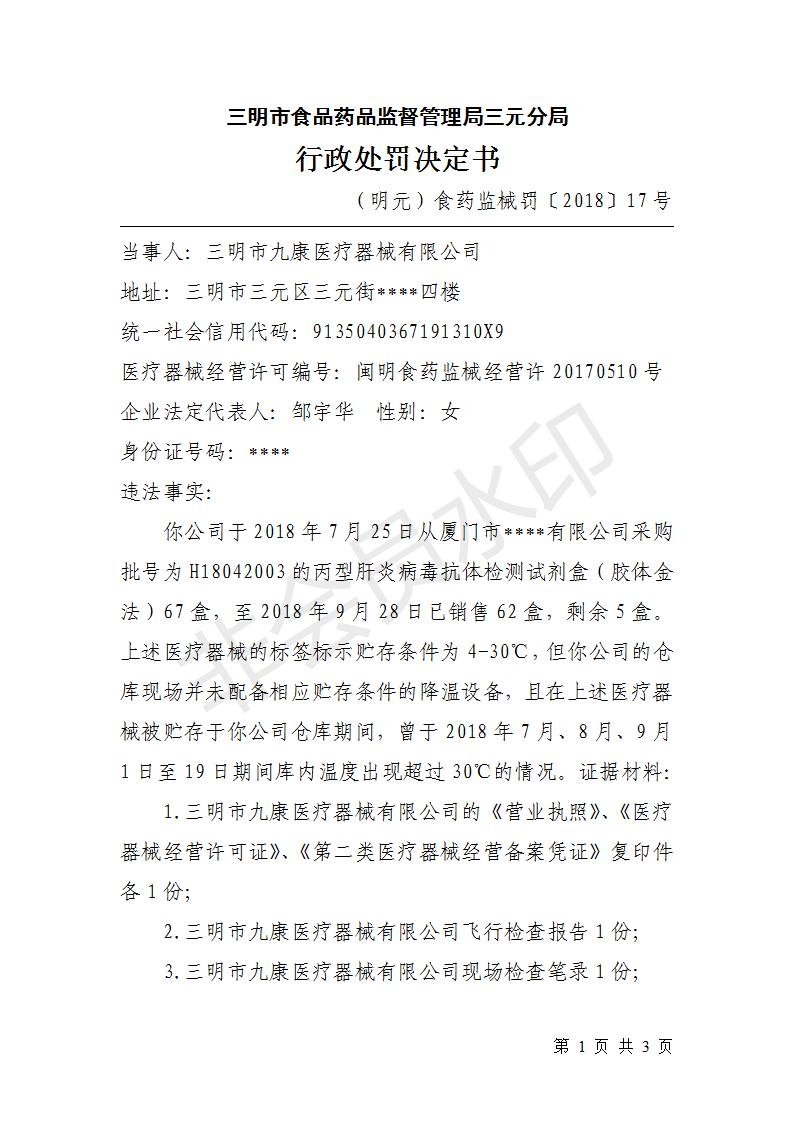 三明市食品药品监督管理局三元分局
行政处罚决定书
（明元）食药监械罚〔2018〕17号
当事人：三明市九康医疗器械有限公司
地址：三明市三元区三元街****四楼
统一社会信用代码：9135040367191310X9
医疗器械经营许可编号：闽明食药监械经营许20170510号
企业法定代表人：邹宇华　性别：女
身份证号码：****
违法事实：
你公司于2018年7月25日从厦门市****有限公司采购
批号为H18042003的丙型肝炎病毒抗体检测试剂盒（胶体金
法）67盒，至2018年9月28日已销售62盒，剩余5盒。
上述医疗器械的标签标示贮存条件为4-30℃，但你公司的仓
库现场并未配备相应贮存条件的降温设备，且在上述医疗器
械被贮存于你公司仓库期间，曾于2018年7月、8月、9月
1日至19日期间库内温度出现超过30℃的情况。证据材料：
1.三明市九康医疗器械有限公司的《营业执照》、《医疗
器械经营许可证》、《第二类医疗器械经营备案凭证》复印件
各1份；
2.三明市九康医疗器械有限公司飞行检查报告1份；
3.三明市九康医疗器械有限公司现场检查笔录1份；
非会员水印
第 1 页 共 3 页